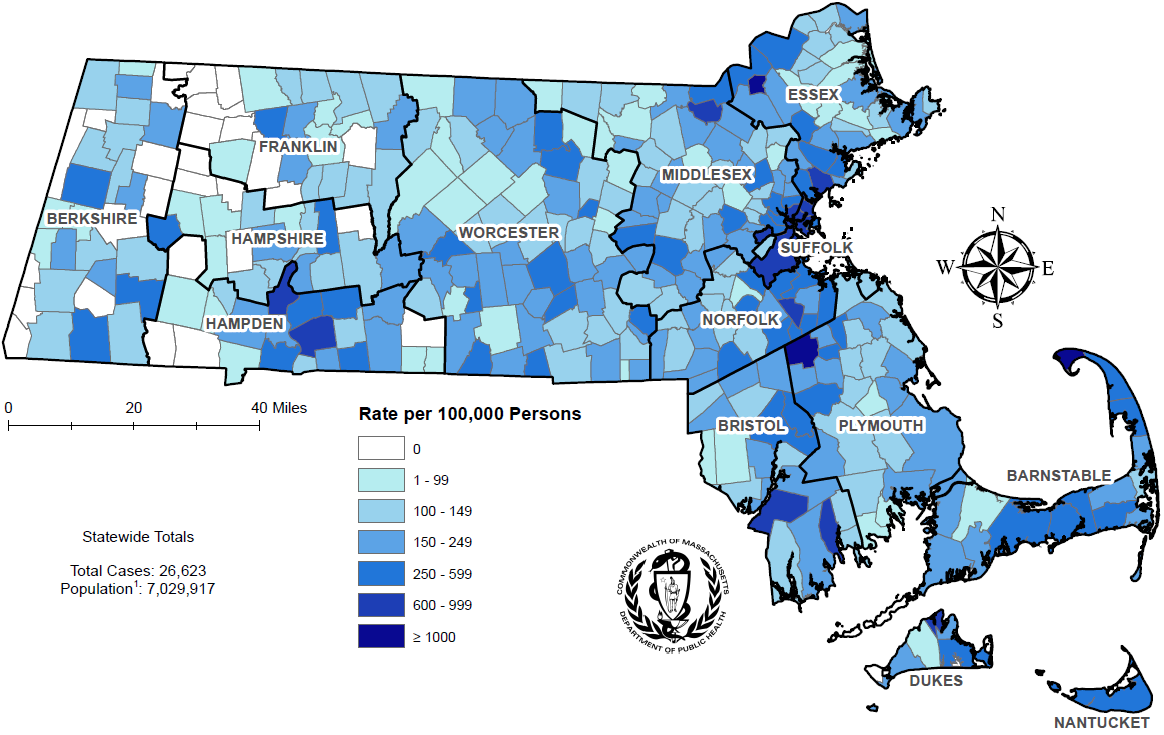 ESSEX
FRANKLIN
MIDDLESEX
BERKSHIRE
HAMPSHIRE
WORCESTER
SUFFOLK
N
W
E
S
HAMPDEN
NORFOLK
0
20
40 Miles
Rate per 100,000 Persons
0
1 - 99
100 - 149
150 - 249
250 - 599
600 - 999
≥ 1000
BRISTOL
PLYMOUTH
BARNSTABLE
Statewide Totals
Total Cases: 26,623
Population¹: 7,029,917
COMMONWEALTH OF MASSACHUSETTS
DEPARTMENT OF PUBLIC HEALTH
DUKES
NANTUCKET